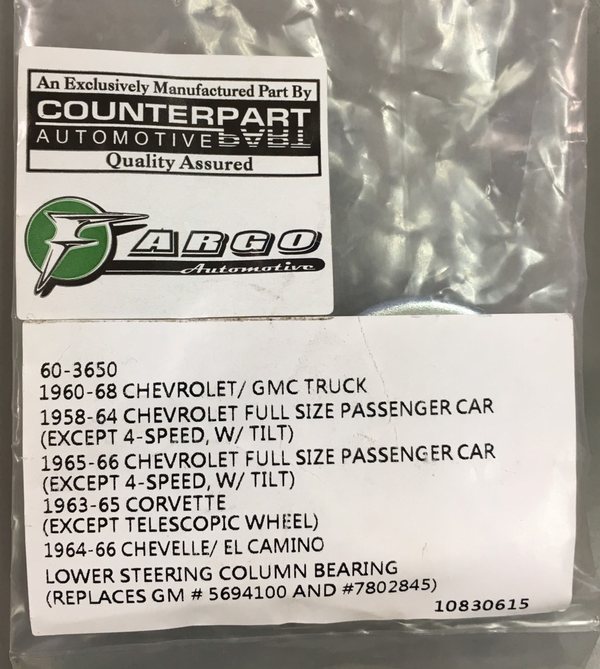 An Exclusively Manufactured Part By
COUNTERPART
AUTOMOTIVE PART
Quality Assured
FARGO
Automotive
60-3650
1960-68 CHEVROLET/ GMC TRUCK
1958-64 CHEVROLET FULL SIZE PASSENGER CAR
(EXCEPT 4-SPEED, W/ TILT)
1965-66 CHEVROLET FULL SIZE PASSENGER CAR
(EXCEPT 4-SPEED, W/ TILT)
1963-65 CORVETTE
(EXCEPT TELESCOPIC WHEEL)
1964-66 CHEVELLE/ EL CAMINO
LOWER STEERING COLUMN BEARING
(REPLACES GM # 5694100 AND #7802845)
10830615